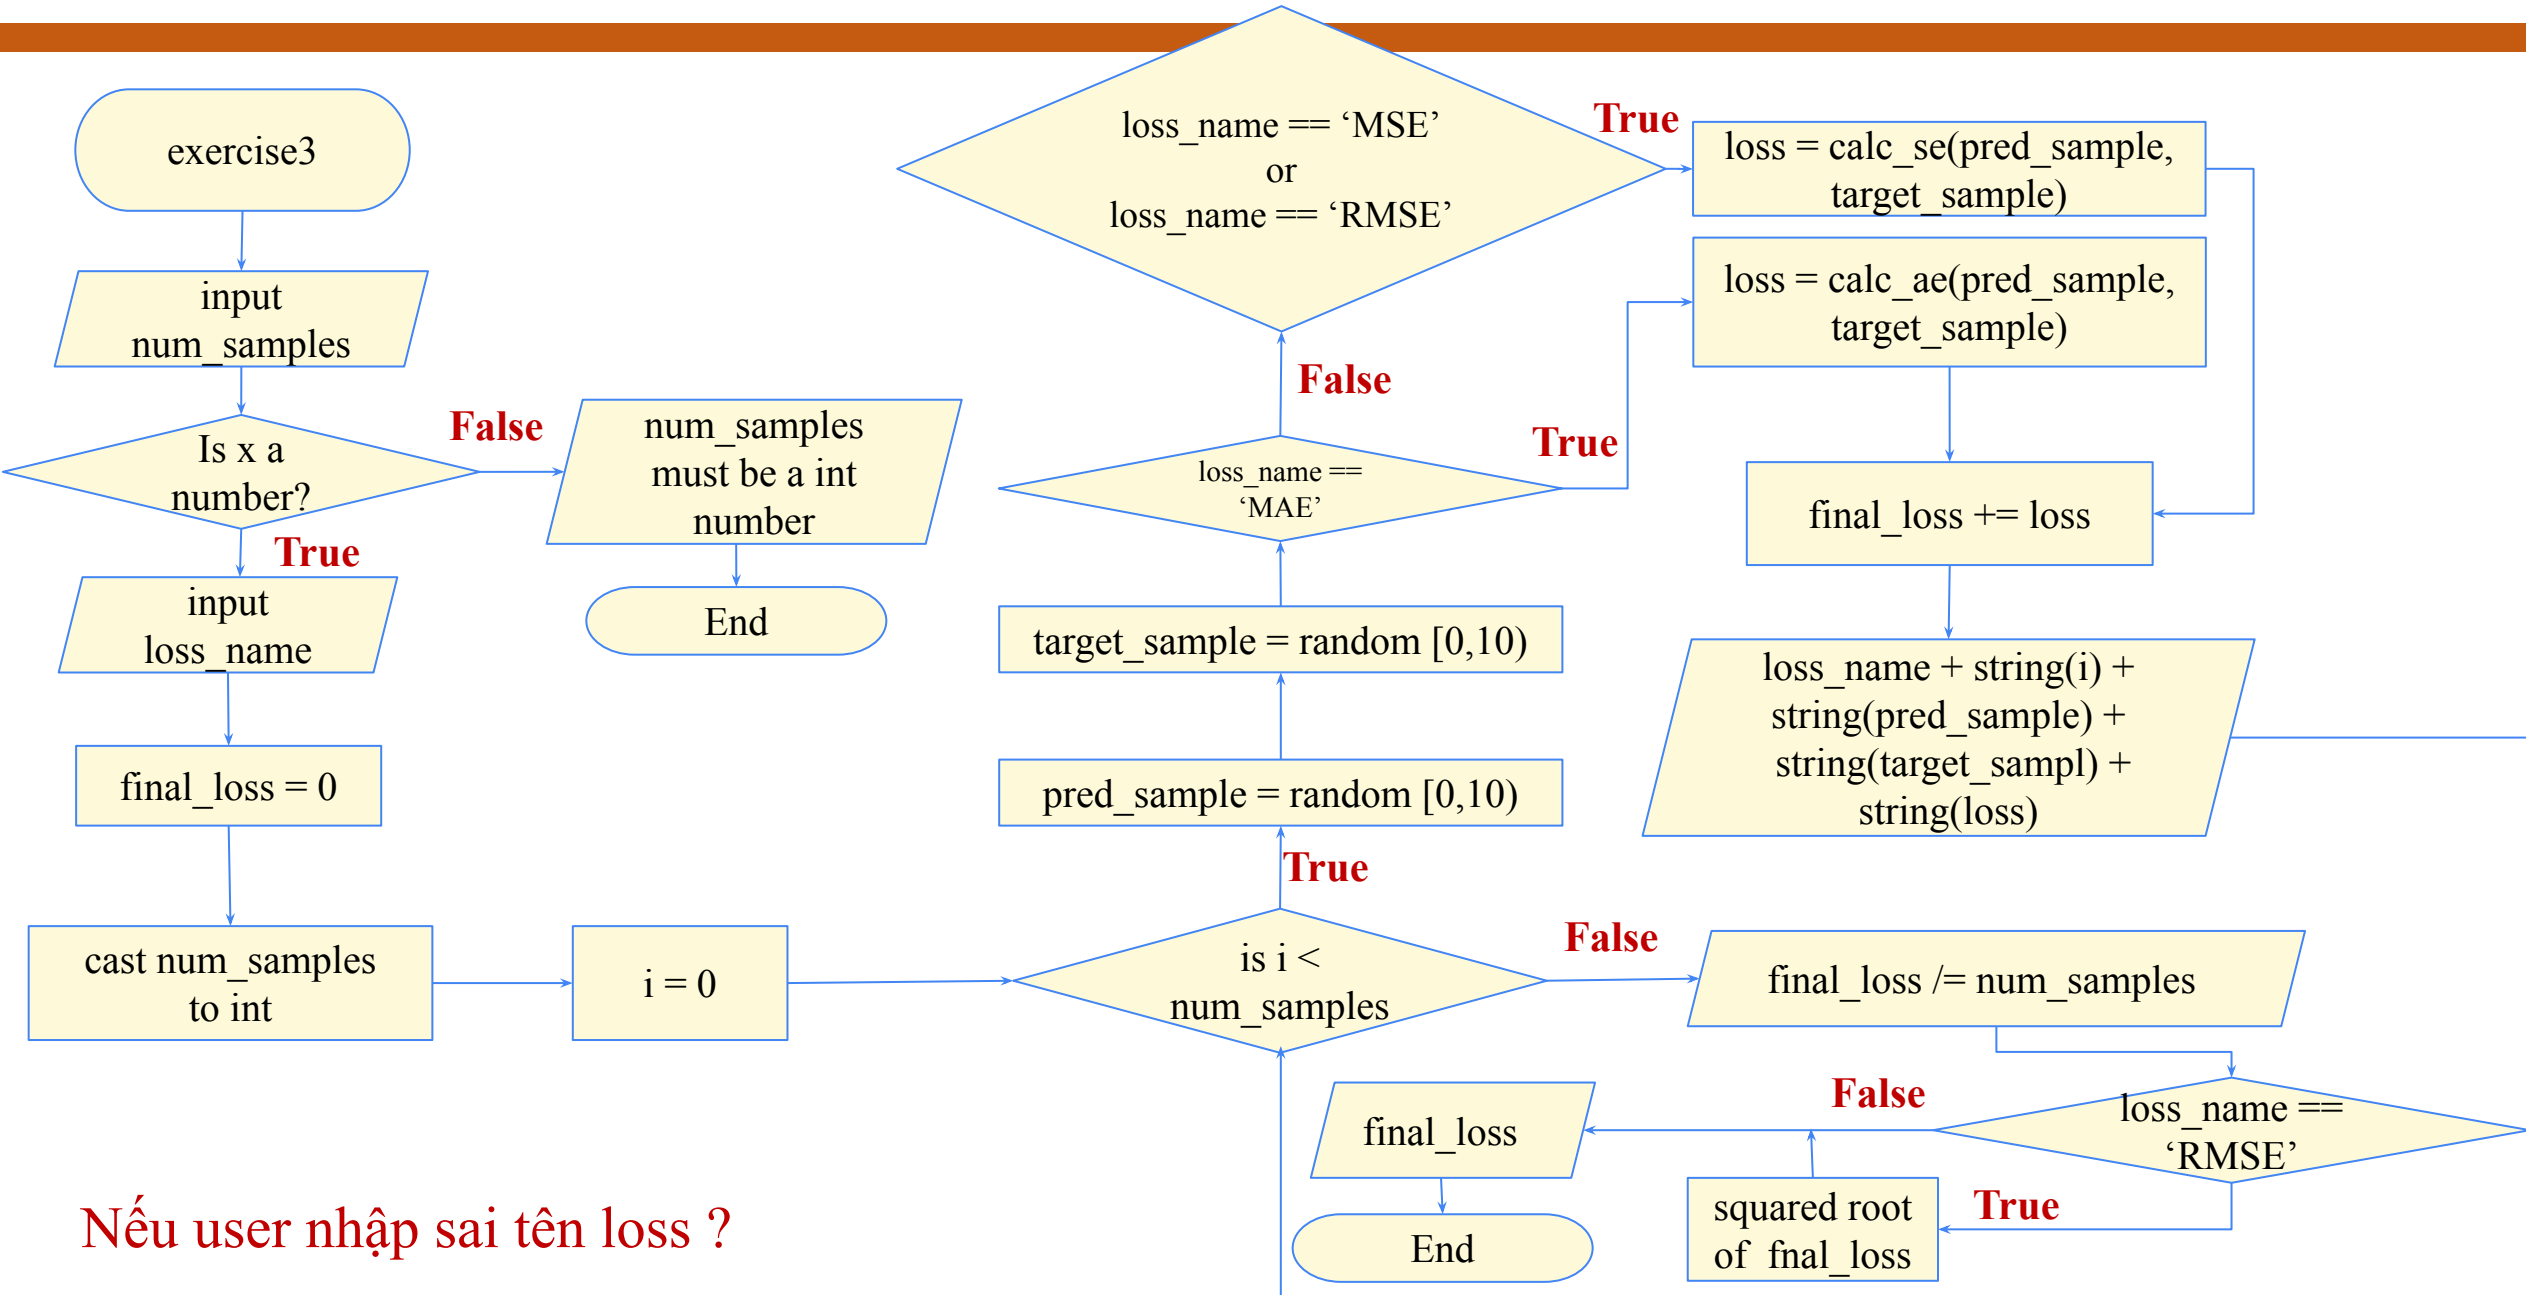 exercise3
input
num_samples
Is x a
number?
False
num_samples
must be a int
number
End
True
input
loss_name
final_loss = 0
cast num_samples
to int
i = 0
is i <
num_samples
True
pred_sample = random [0,10)
target_sample = random [0,10)
loss_name ==
‘MAE’
False
True
loss_name == ‘MSE’
or
loss_name == ‘RMSE’
True
loss = calc_se(pred_sample,
target_sample)
loss = calc_ae(pred_sample,
target_sample)
final_loss += loss
loss_name + string(i) +
string(pred_sample) +
string(target_sampl) +
string(loss)
False
final_loss /= num_samples
loss_name ==
‘RMSE’
False
True
squared root
of fnal_loss
final_loss
End
Nếu user nhập sai tên loss ?